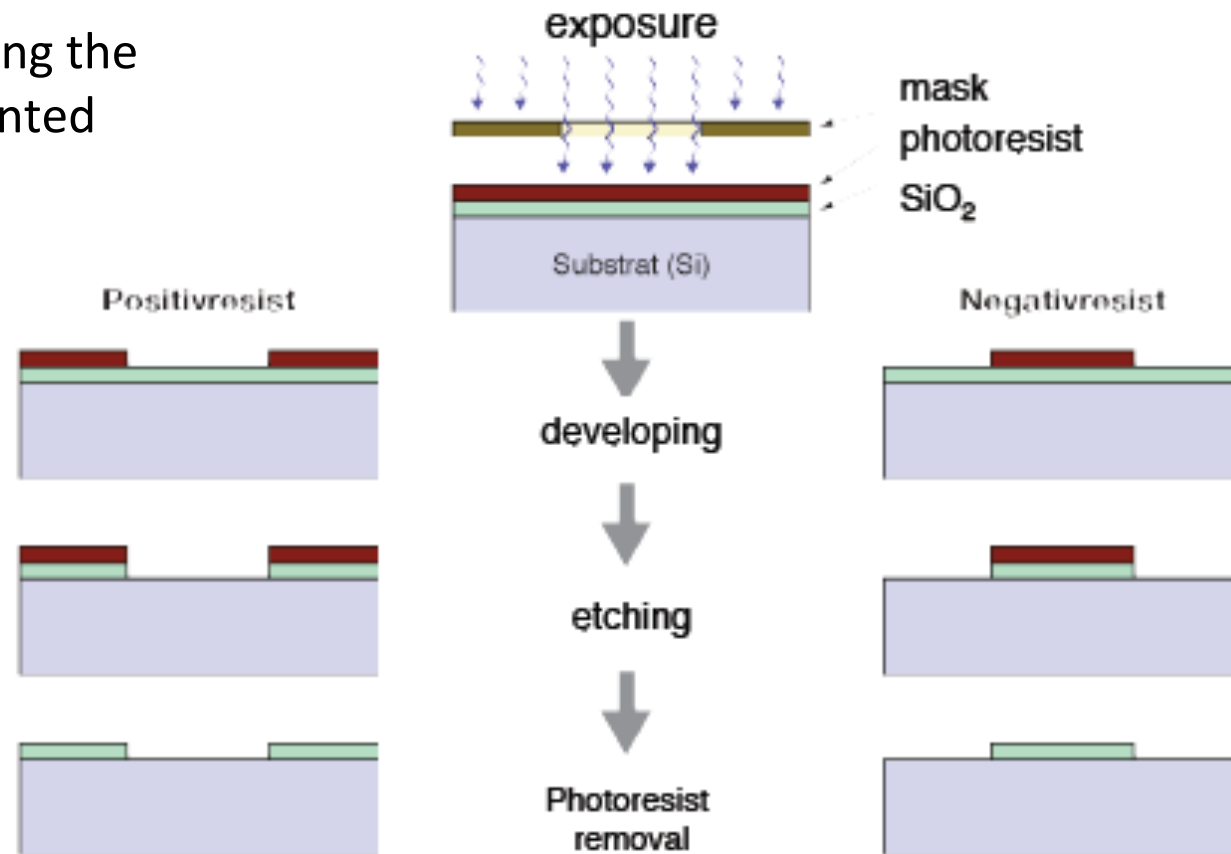 ng the
nted
exposure
mask
photoresist
SiO₂
Substrat (Si)
Positivresist
Negativresist
developing
etching
Photoresist
removal